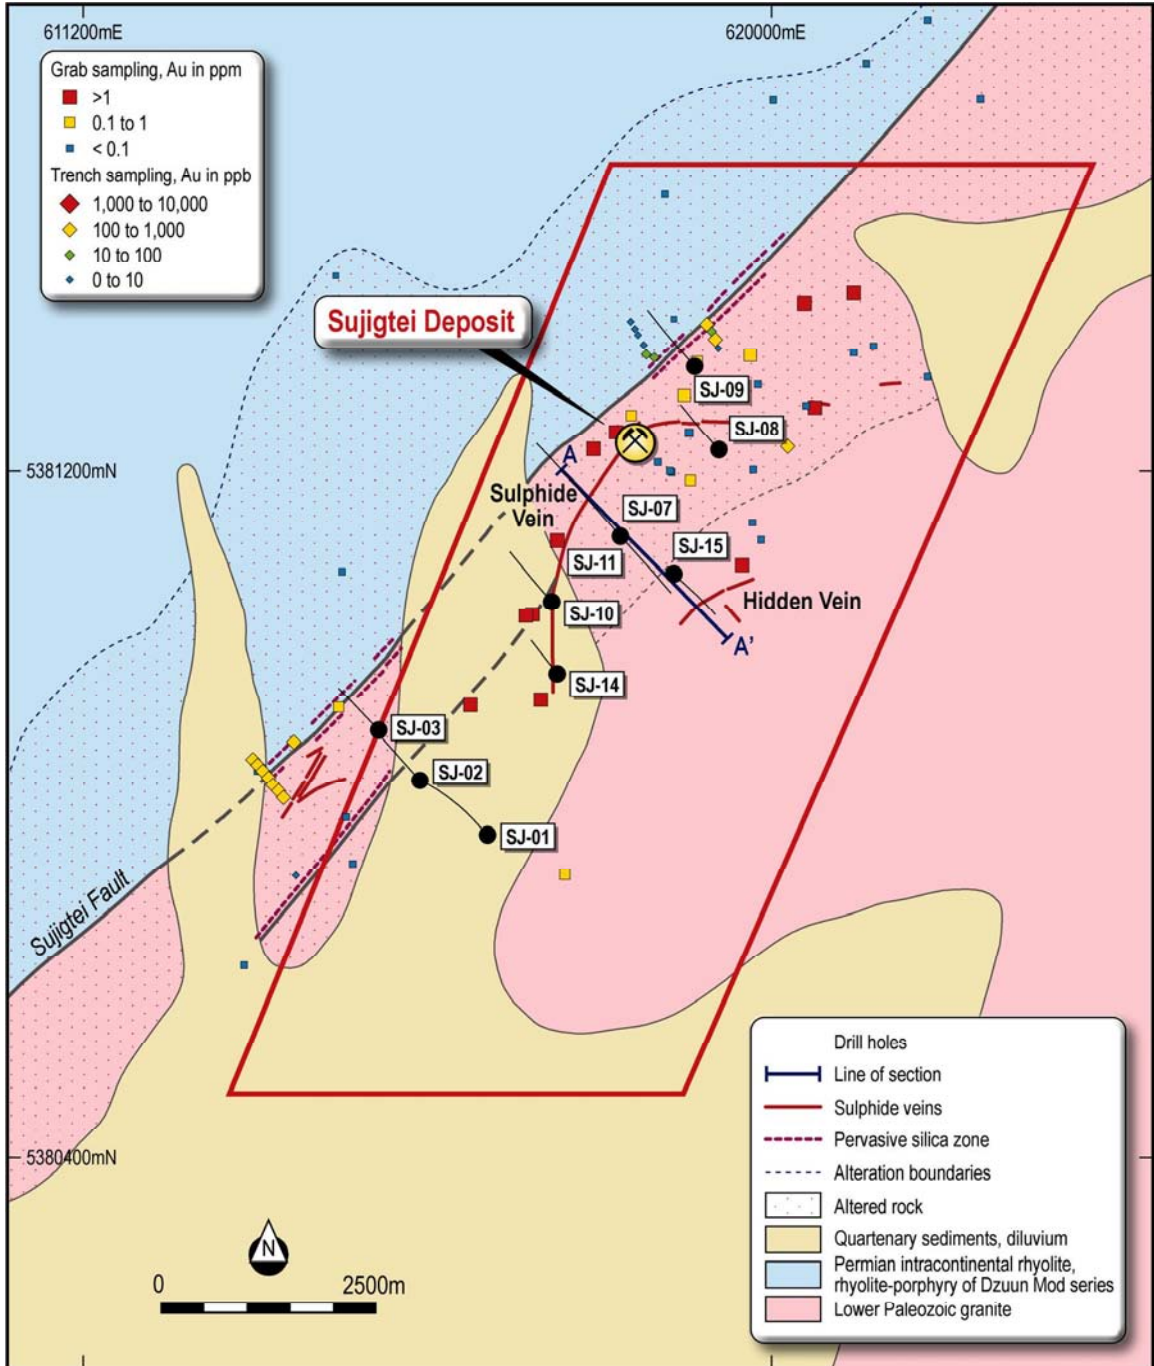 611200mE
620000mE
Grab sampling, Au in ppm
>1
0.1 to 1
< 0.1
Trench sampling, Au in ppb
1,000 to 10,000
100 to 1,000
10 to 100
0 to 10
Sujigtei Deposit
SJ-09
SJ-08
A
5381200mN
Sulphide
Vein
SJ-07
SJ-15
SJ-11
Hidden Vein
SJ-10
A'
SJ-14
SJ-03
SJ-02
SJ-01
Sujigtei Fault
Drill holes
Line of section
Sulphide veins
Pervasive silica zone
Alteration boundaries
5380400mN
Altered rock
Quartenary sediments, diluvium
Permian intracontinental rhyolite,
rhyolite-porphyry of Dzuun Mod series
Lower Paleozoic granite
N
0 2500m